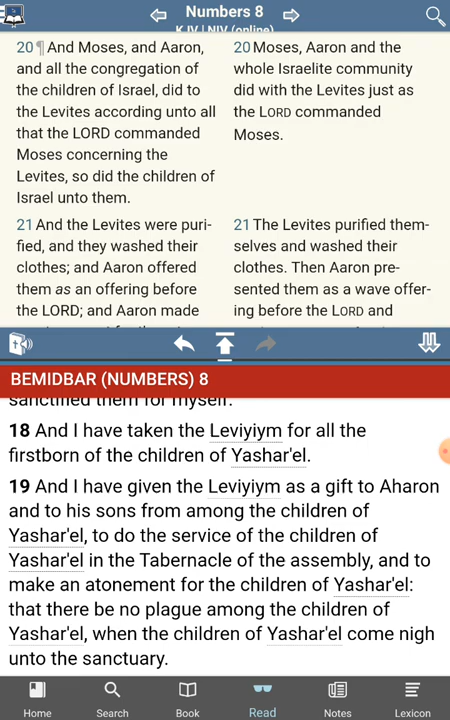 Numbers 8
KJV | NIV (online)
20 ¶ And Moses, and Aaron,
and all the congregation of
the children of Israel, did to
the Levites according unto all
that the LORD commanded
Moses concerning the
Levites, so did the children of
Israel unto them.
21 And the Levites were puri-
fied, and they washed their
clothes; and Aaron offered
them as an offering before
the LORD; and Aaron made
20 Moses, Aaron and the
whole Israelite community
did with the Levites just as
the LORD commanded
Moses.
21 The Levites purified them-
selves and washed their
clothes. Then Aaron pre-
sented them as a wave offer-
ing before the LORD and
BEMIDBAR (NUMBERS) 8
sanctified them for myself.
18 And I have taken the Leviyiym for all the
firstborn of the children of Yashar'el.
19 And I have given the Leviyiym as a gift to Aharon
and to his sons from among the children of
Yashar'el, to do the service of the children of
Yashar'el in the Tabernacle of the assembly, and to
make an atonement for the children of Yashar'el:
that there be no plague among the children of
Yashar'el, when the children of Yashar'el come nigh
unto the sanctuary.
Home
Search
Book
Read
Notes
Lexicon